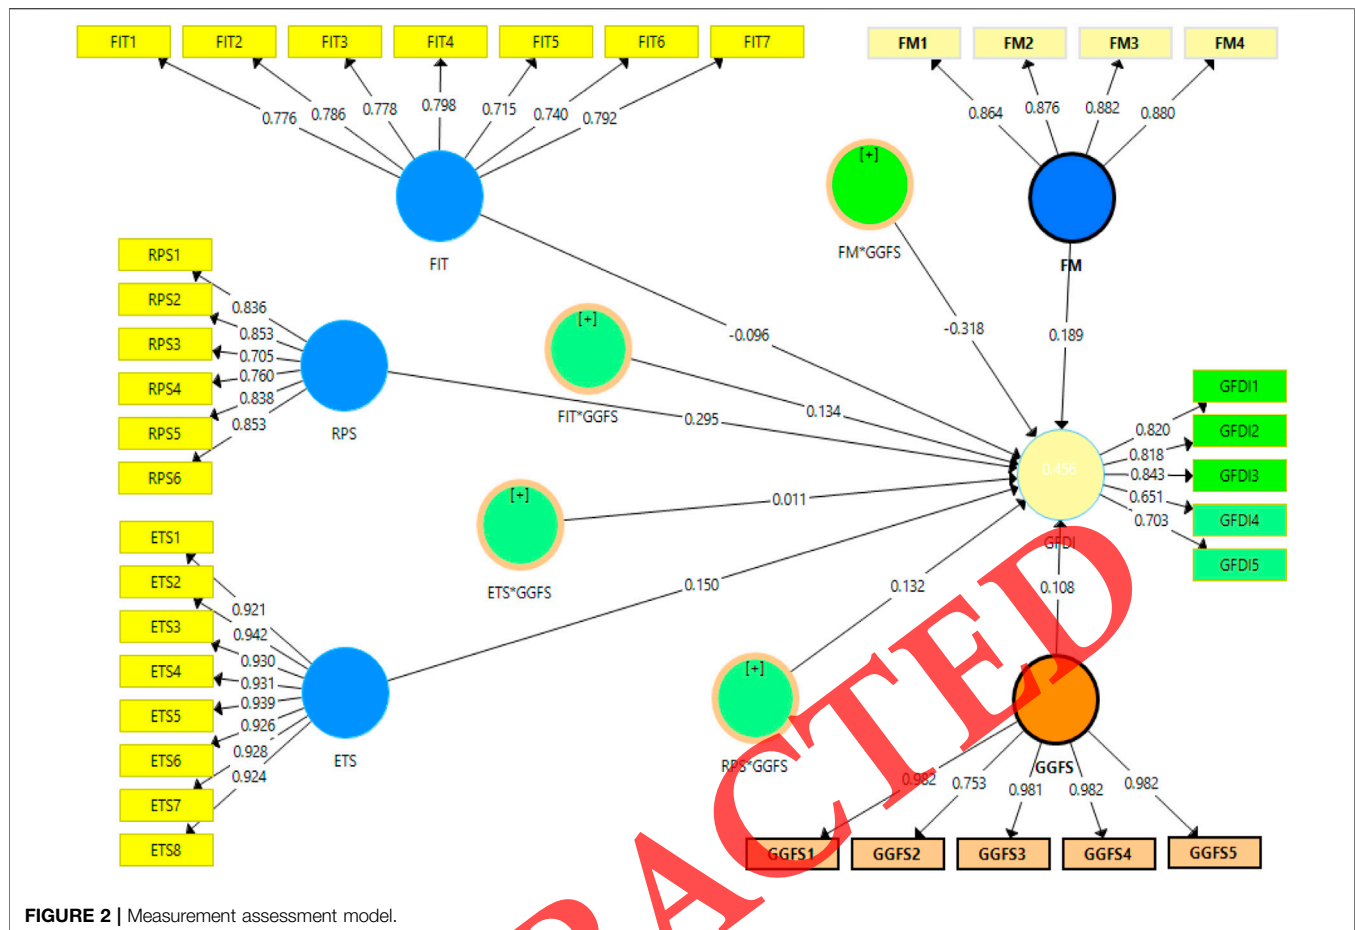 FIT1 FIT2 FIT3 FIT4 FIT5 FIT6 FIT7
FM1 FM2 FM3 FM4
0.776 0.786 0.778 0.798 0.715 0.740 0.792
0.864 0.876 0.882 0.880
[+]
FM*GGFS
FIT
FM
RPS1
RPS2
RPS3
RPS4
RPS5
RPS6
0.836
0.853
0.705
0.760
0.838
0.853
RPS
[+]
FIT*GGFS
-0.096
-0.318
0.189
0.134
0.295
GFDI1
GFDI2
GFDI3
GFDI4
GFDI5
0.820
0.818
0.843
0.651
0.703
0.456
GFDI
[+]
ETS*GGFS
0.011
0.150
0.132
0.108
ETS1
ETS2
ETS3
ETS4
ETS5
ETS6
ETS7
ETS8
0.921
0.942
0.930
0.931
0.939
0.926
0.928
0.924
ETS
[+]
RPS*GGFS
GGFS
0.982 0.753 0.981 0.982 0.982
GGFS1 GGFS2 GGFS3 GGFS4 GGFS5
RACTED
FIGURE 2 | Measurement assessment model.